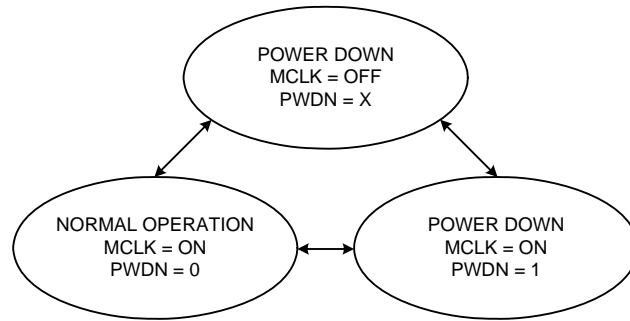 POWER DOWN
MCLK = OFF
PWDN = X
NORMAL OPERATION
MCLK = ON
PWDN = 0
POWER DOWN
MCLK = ON
PWDN = 1